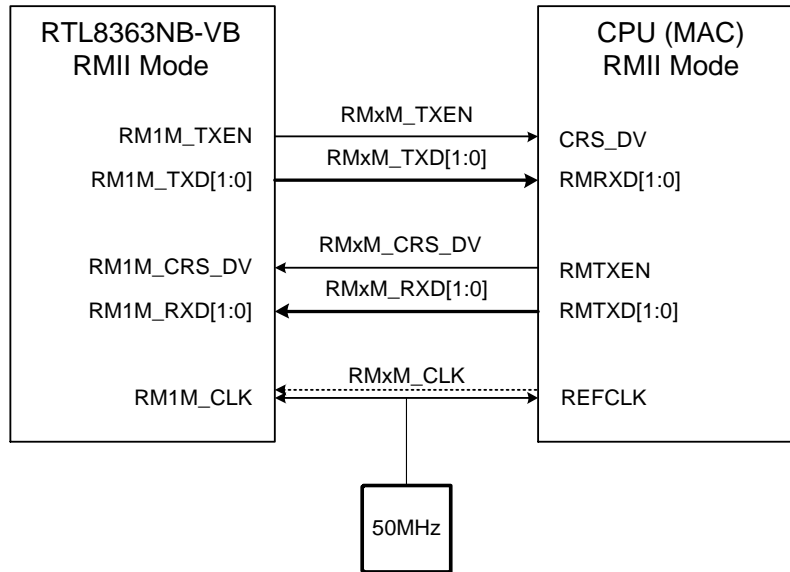 RTL8363NB-VB
RMII Mode
CPU (MAC)
RMII Mode
RMxM_TXEN
RM1M_TXEN
CRS_DV
RMxM_TXD[1:0]
RM1M_TXD[1:0]
RMRXD[1:0]
RMxM_CRS_DV
RM1M_CRS_DV
RMTXEN
RMxM_RXD[1:0]
RM1M_RXD[1:0]
RMTXD[1:0]
RMxM_CLK
RM1M_CLK
REFCLK
50MHz